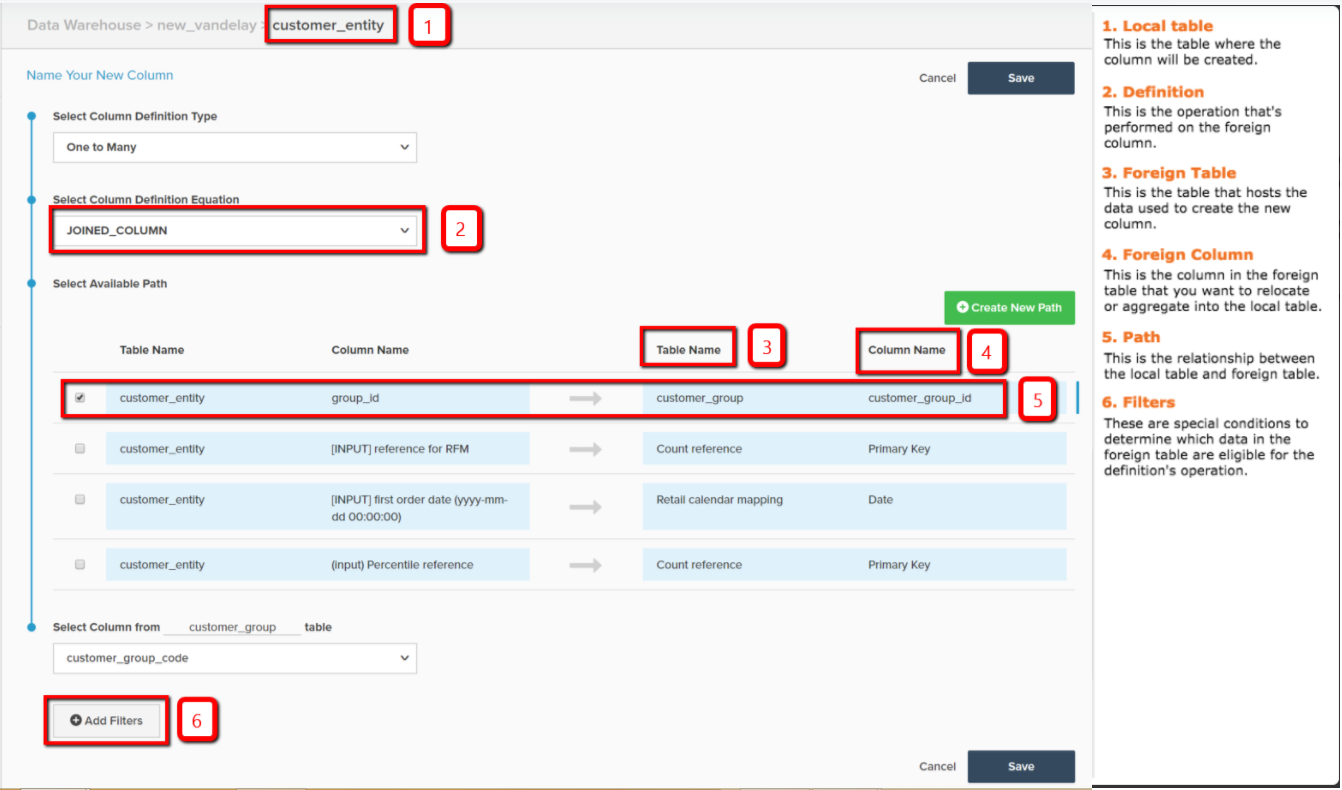 Data Warehouse > new_vandelay > customer_entity
1
Name Your New Column
Cancel
Save
Select Column Definition Type
One to Many
Select Column Definition Equation
JOINED_COLUMN
2
Select Available Path
Create New Path
Table Name
Column Name
Table Name
3
Column Name
4
customer_entity
group_id
customer_group
customer_group_id
5
customer_entity
[INPUT] reference for RFM
Count reference
Primary Key
customer_entity
[INPUT] first order date (yyyy-mm-
dd 00:00:00)
Retail calendar mapping
Date
customer_entity
(input) Percentile reference
Count reference
Primary Key
Select Column from customer_group table
customer_group_code
Add Filters
6
Cancel
Save
1. Local table
This is the table where the
column will be created.
2. Definition
This is the operation that's
performed on the foreign
column.
3. Foreign Table
This is the table that hosts the
data used to create the new
column.
4. Foreign Column
This is the column in the foreign
table that you want to relocate
or aggregate into the local table.
5. Path
This is the relationship between
the local table and foreign table.
6. Filters
These are special conditions to
determine which data in the
foreign table are eligible for the
definition's operation.